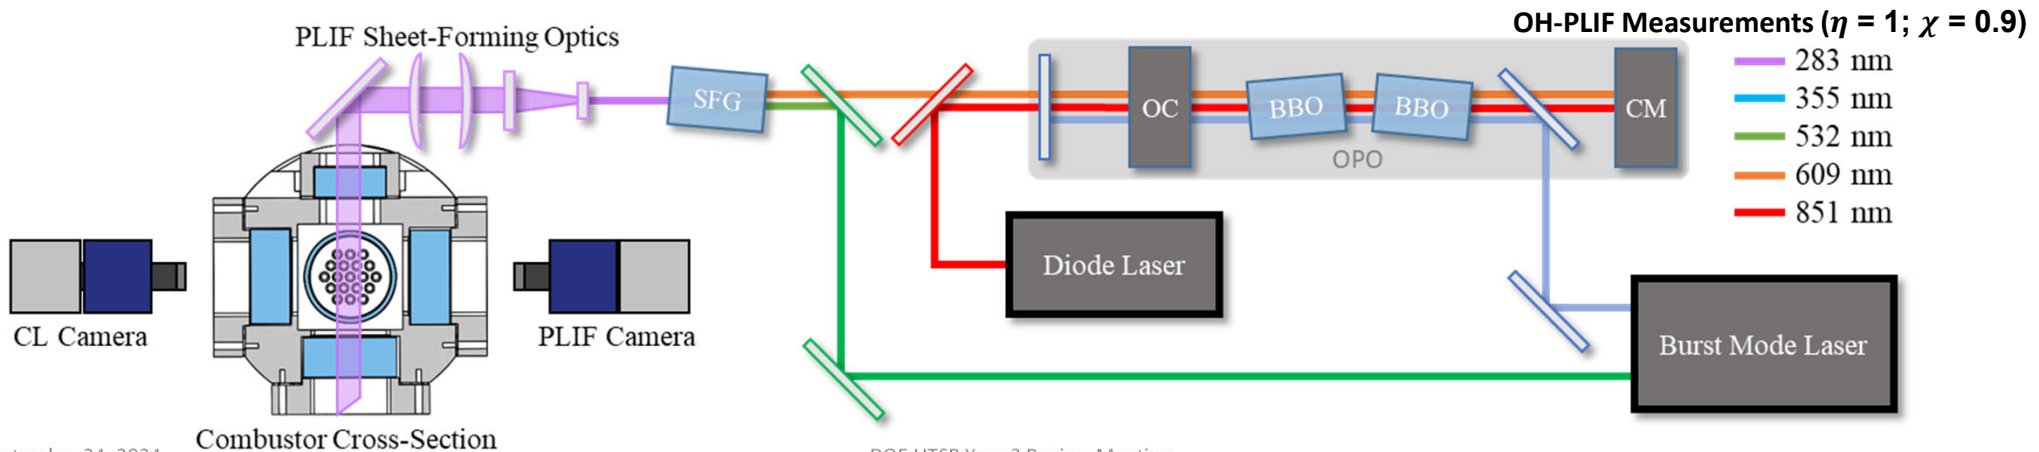 OH-PLIF Measurements (η = 1; χ = 0.9)
PLIF Sheet-Forming Optics
283 nm
355 nm
532 nm
609 nm
851 nm
SFG
OC
BBO
BBO
CM
OPO
Diode Laser
CL Camera
PLIF Camera
Burst Mode Laser
Combustor Cross-Section